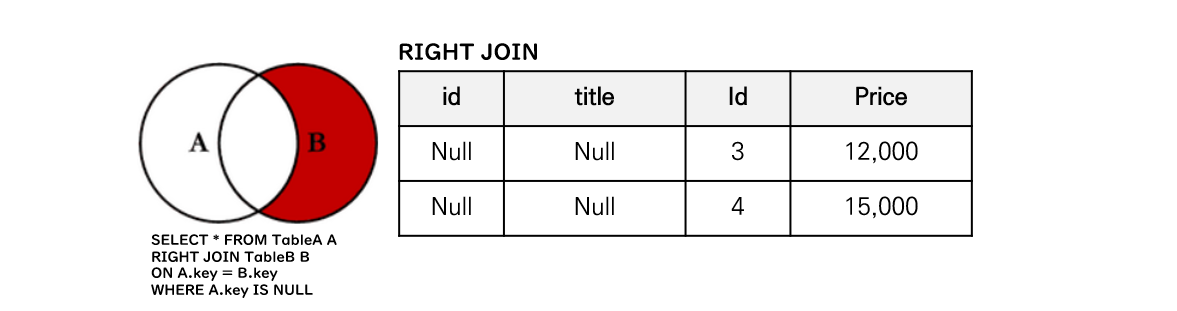 RIGHT JOIN
A B
SELECT * FROM TableA A
RIGHT JOIN TableB B
ON A.key = B.key
WHERE A.key IS NULL
id title Id Price
Null Null 3 12,000
Null Null 4 15,000